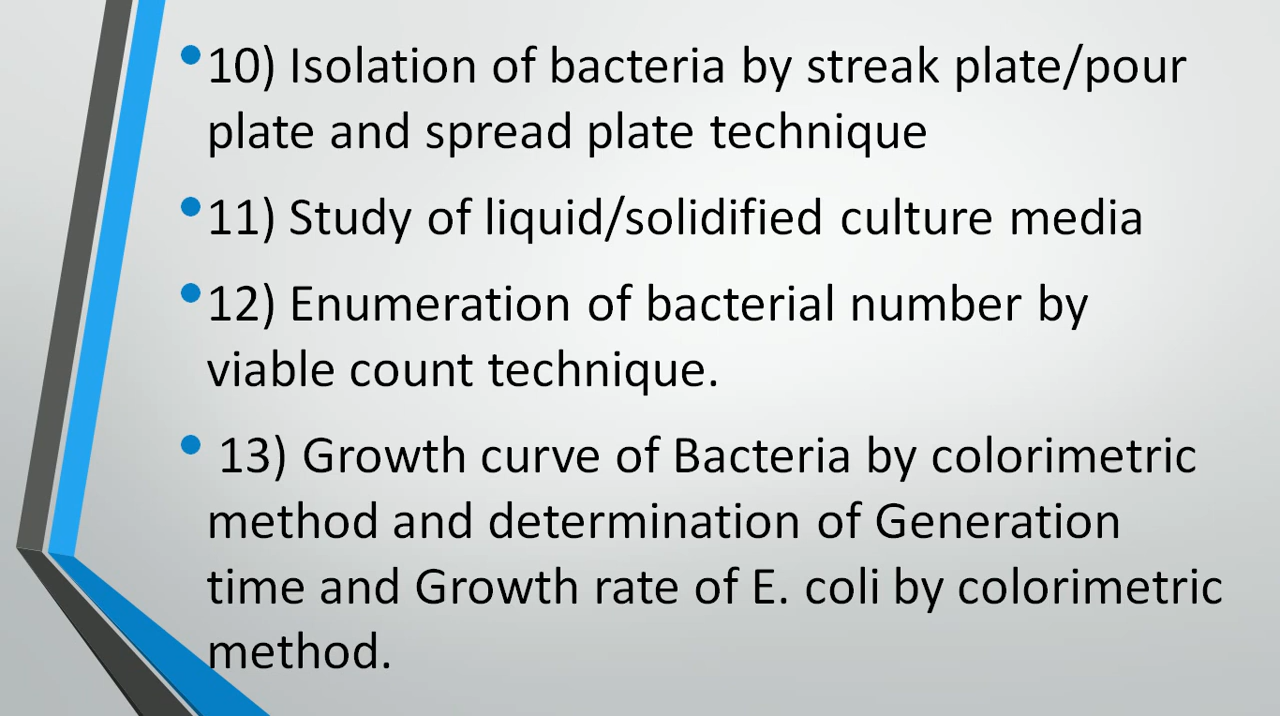 •10) Isolation of bacteria by streak plate/pour
plate and spread plate technique
•11) Study of liquid/solidified culture media
•12) Enumeration of bacterial number by
viable count technique.
• 13) Growth curve of Bacteria by colorimetric
method and determination of Generation
time and Growth rate of E. coli by colorimetric
method.